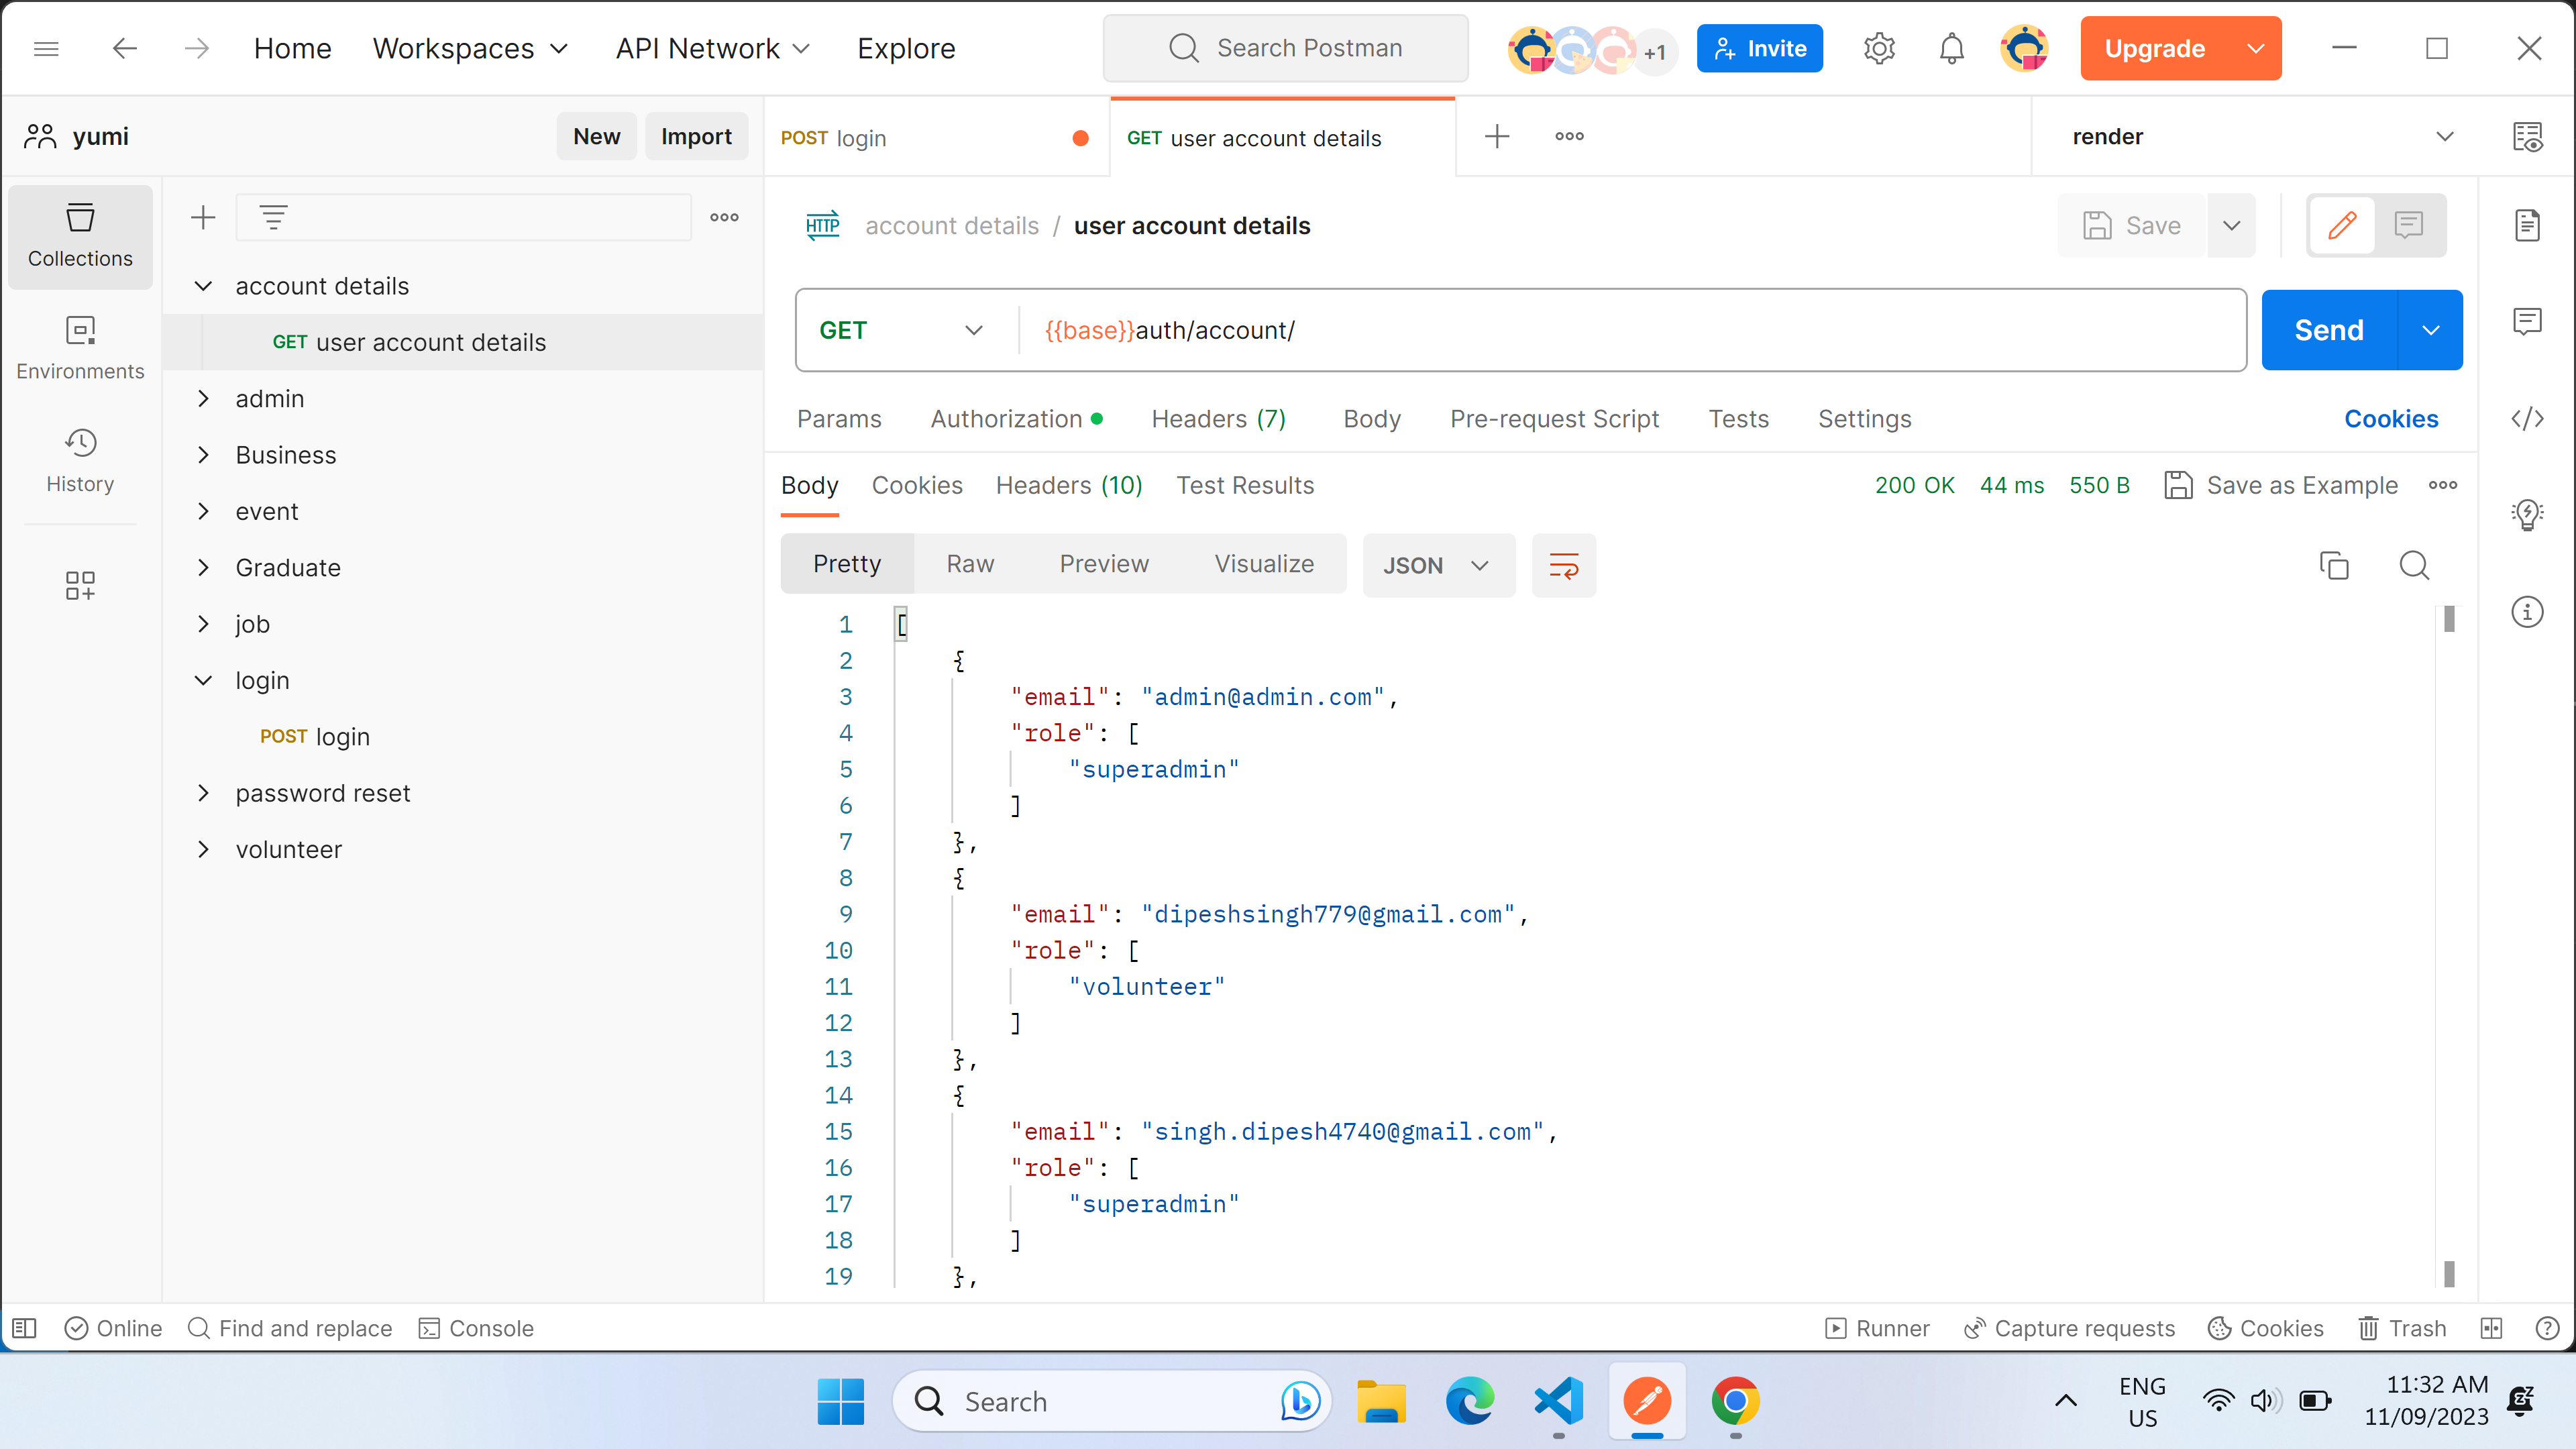 Home Workspaces API Network Explore Search Postman +1 Invite Upgrade
yumi New Import POST login GET user account details render
Collections
Environments
History
account details
GET user account details
admin
Business
event
Graduate
job
login
POST login
password reset
volunteer
HTTP account details / user account details Save
GET {{base}}auth/account/ Send
Params Authorization Headers (7) Body Pre-request Script Tests Settings Cookies
Body Cookies Headers (10) Test Results 200 OK 44 ms 550 B Save as Example
Pretty Raw Preview Visualize JSON
1 [
2 {
3 "email": "admin@admin.com",
4 "role": [
5 "superadmin"
6 ]
7 },
8 {
9 "email": "dipeshsingh779@gmail.com",
10 "role": [
11 "volunteer"
12 ]
13 },
14 {
15 "email": "singh.dipesh4740@gmail.com",
16 "role": [
17 "superadmin"
18 ]
19 },
Online Find and replace Console Runner Capture requests Cookies Trash
Search ENG 11:32 AM
US 11/09/2023